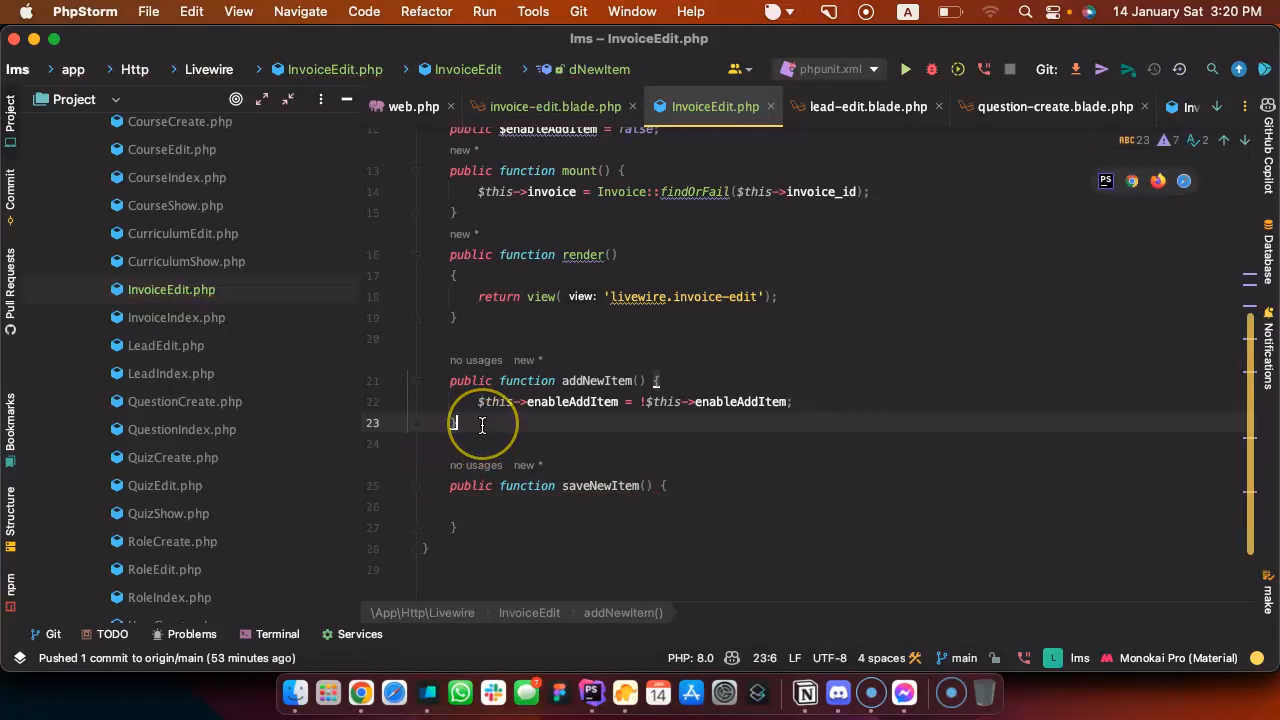 PhpStorm File Edit View Navigate Code Refactor Run Tools Git Window Help A 14 January Sat 3:20 PM
lms – InvoiceEdit.php
lms app Http Livewire InvoiceEdit.php InvoiceEdit dNewItem phpunit.xml Git:
Project web.php invoice-edit.blade.php InvoiceEdit.php lead-edit.blade.php question-create.blade.php Inv
Project
Commit
Pull Requests
Bookmarks
Structure
npm
CourseCreate.php
CourseEdit.php
CourseIndex.php
CourseShow.php
CurriculumEdit.php
CurriculumShow.php
InvoiceEdit.php
InvoiceIndex.php
LeadEdit.php
LeadIndex.php
QuestionCreate.php
QuestionIndex.php
QuizCreate.php
QuizEdit.php
QuizShow.php
RoleCreate.php
RoleEdit.php
RoleIndex.php
ABC 23 7 2
12 public $enableAddItem = false;
new *
13 public function mount() {
14 $this->invoice = Invoice::findOrFail($this->invoice_id);
15 }
new *
16 public function render()
17 {
18 return view( view: 'livewire.invoice-edit');
19 }
20
no usages new *
21 public function addNewItem() {
22 $this->enableAddItem = !$this->enableAddItem;
23 }
24
no usages new *
25 public function saveNewItem() {
26
27 }
28 }
29
GitHub Copilot
Database
Notifications
make
\App\Http\Livewire InvoiceEdit addNewItem()
Git TODO Problems Terminal Services
Pushed 1 commit to origin/main (53 minutes ago) PHP: 8.0 23:6 LF UTF-8 4 spaces main L lms Monokai Pro (Material)